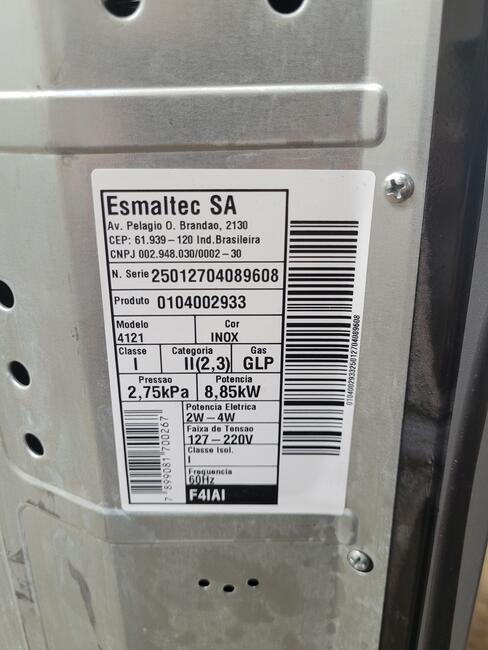 Esmaltec SA
Av. Pelagio O. Brandao, 2130
CEP: 61.939-120 Ind.Brasileira
CNPJ 002.948.030/0002-30
N. Serie 25012704089608
Produto 0104002933
Modelo Cor
4121 INOX
Classe Categoria Gas
I II(2,3) GLP
Pressao Potencia
2,75kPa 8,85kW
Potencia Eletrica
2W-4W
Faixa de Tensao
127-220V
Classe Isol.
I
Frequencia
60Hz
F4IAI
7 899081 700267
010400293325012704089608